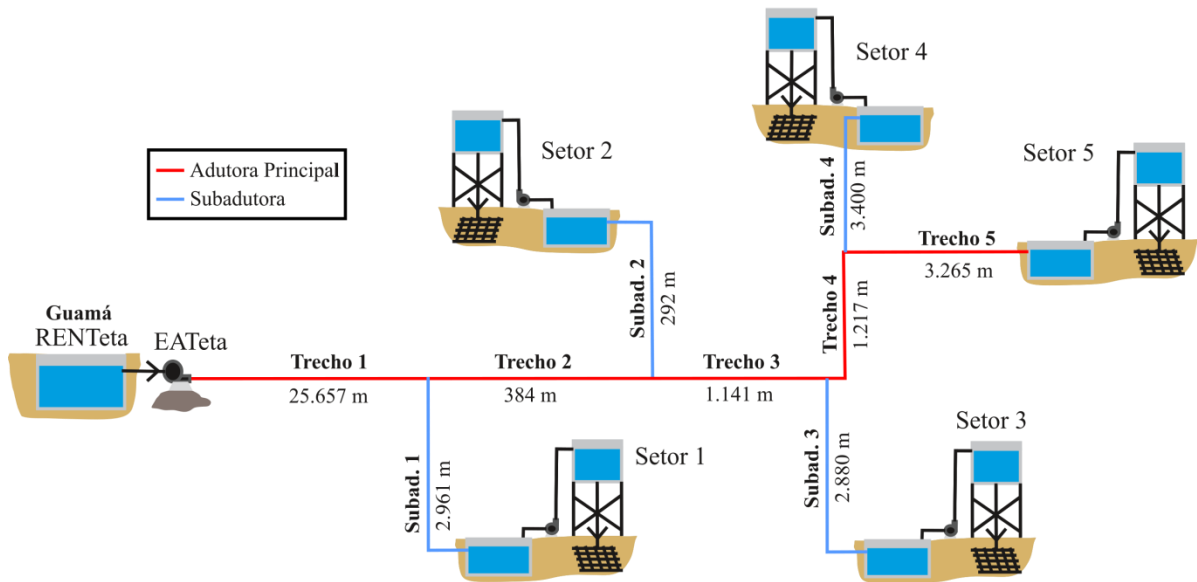 Setor 4
Setor 2
Setor 5
Adutora Principal
Subadutora
Subad. 4
3.400 m
Trecho 5
3.265 m
Subad. 2
292 m
Trecho 4
1.217 m
Guamá
RENTeta
EATeta
Trecho 1
25.657 m
Trecho 2
384 m
Trecho 3
1.141 m
Subad. 1
2.961 m
Setor 1
Subad. 3
2.880 m
Setor 3